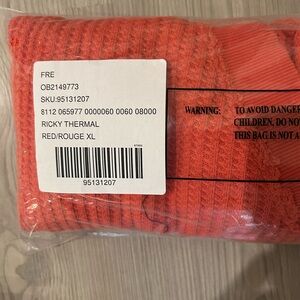 FRE
OB2149773
SKU:95131207
8112 065977 0000060 0060 08000
RICKY THERMAL
RED/ROUGE XL
95131207
WARNING: TO AVOID DANGER
CHILDREN, DO NO
THIS BAG IS NOT A